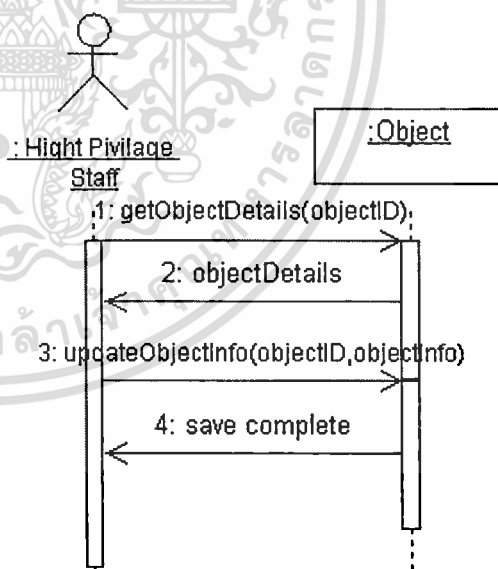 : Hight Pivilage
Staff
:Object
1: getObjectDetails(objectID)
2: objectDetails
3: updateObjectInfo(objectID,objectInfo)
4: save complete